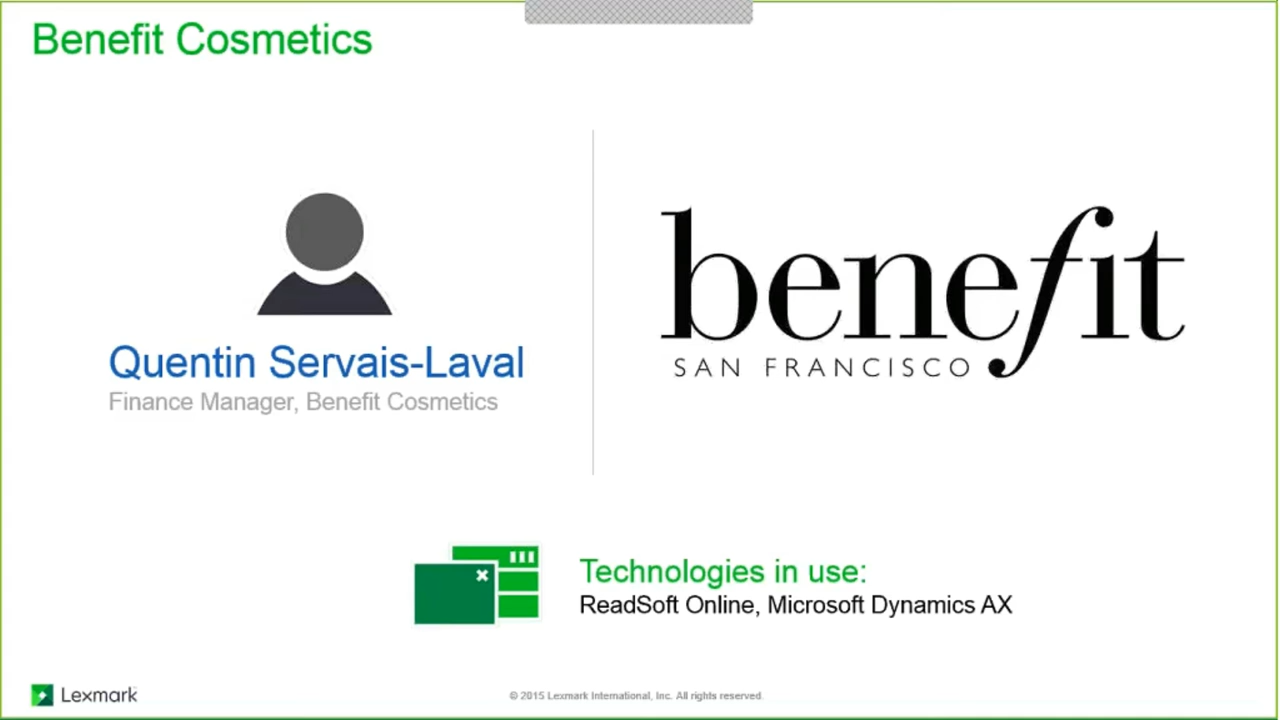 Benefit Cosmetics
Quentin Servais-Laval
Finance Manager, Benefit Cosmetics
benefit
SAN FRANCISCO
Technologies in use:
ReadSoft Online, Microsoft Dynamics AX
Lexmark
© 2015 Lexmark International, Inc. All rights reserved.